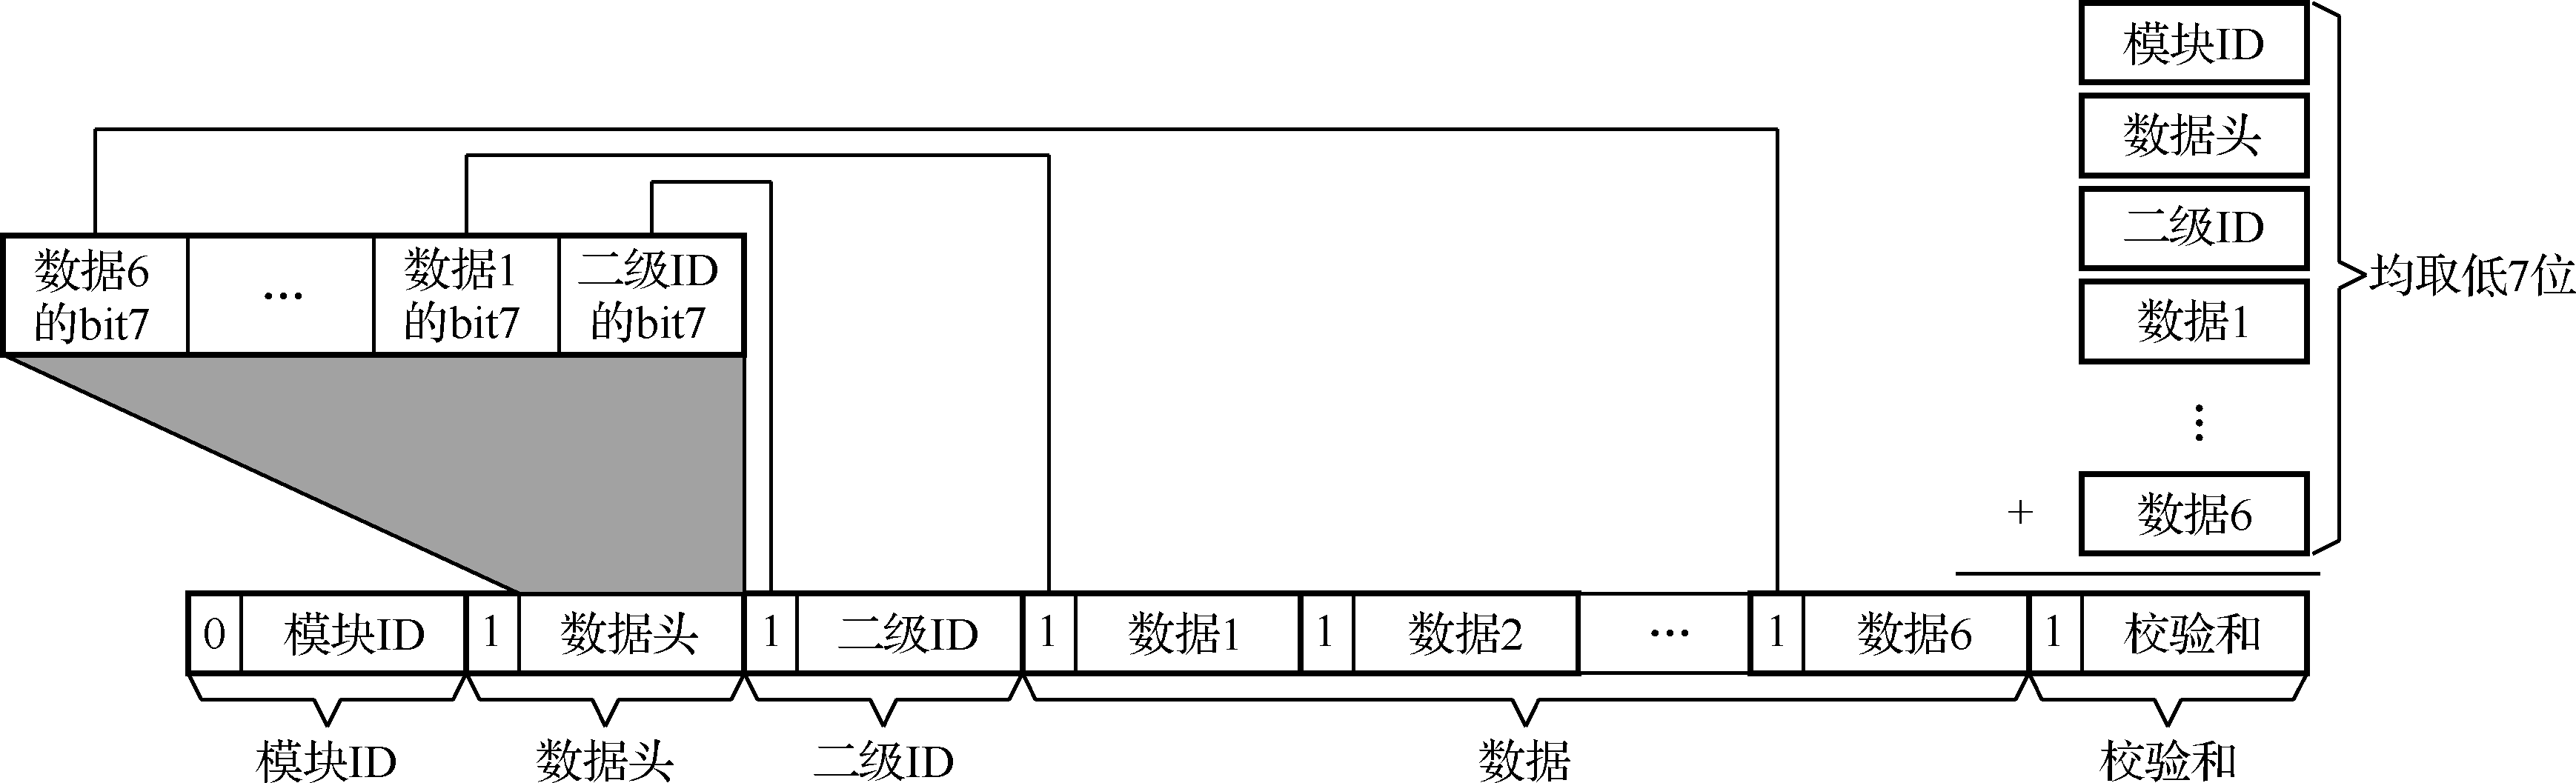 模块ID
数据头
二级ID
数据1
⋮
+ 数据6
均取低7位
数据6
的bit7
…
数据1
的bit7
二级ID
的bit7
0 模块ID 1 数据头 1 二级ID 1 数据1 1 数据2 … 1 数据6 1 校验和
模块ID 数据头 二级ID 数据 校验和